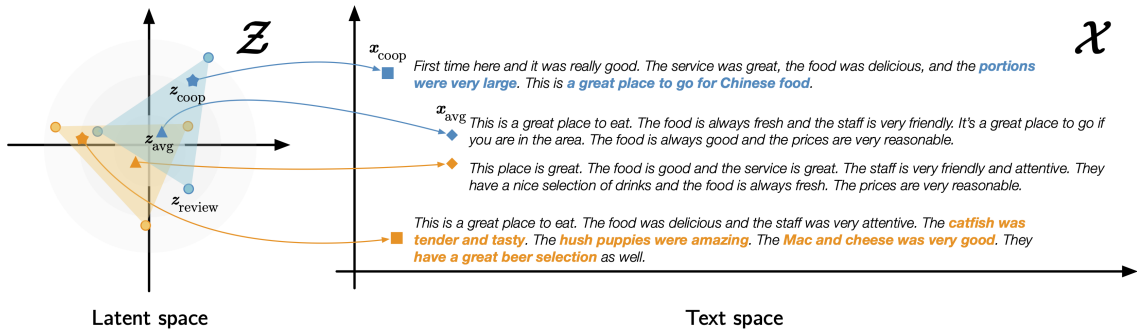 𝒵
z_coop
z_avg
z_review
Latent space
𝒳
x_coop
First time here and it was really good. The service was great, the food was delicious, and the portions
were very large. This is a great place to go for Chinese food.
x_avg
This is a great place to eat. The food is always fresh and the staff is very friendly. It's a great place to go if
you are in the area. The food is always good and the prices are very reasonable.
This place is great. The food is good and the service is great. The staff is very friendly and attentive. They
have a nice selection of drinks and the food is always fresh. The prices are very reasonable.
This is a great place to eat. The food was delicious and the staff was very attentive. The catfish was
tender and tasty. The hush puppies were amazing. The Mac and cheese was very good. They
have a great beer selection as well.
Text space